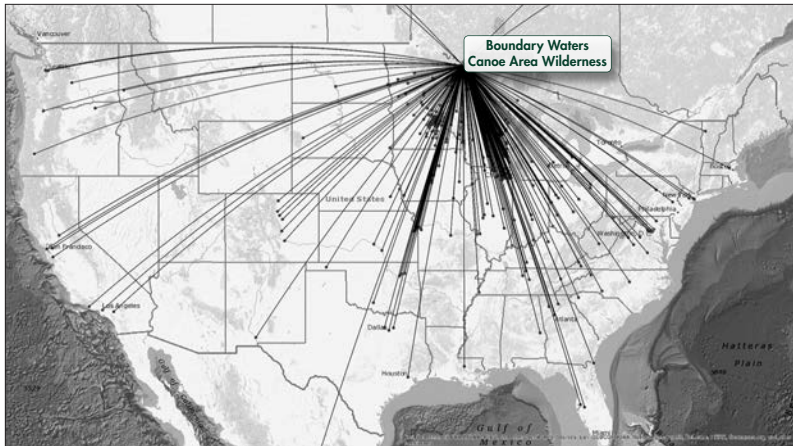 Vancouver
Boundary Waters
Canoe Area Wilderness
Toronto
United States
New York
Philadelphia
Washington, D
San Francisco
Los Angeles
Atlanta
Dallas
Hatteras
Plain
Houston
Gulf of
Mexico
Miami